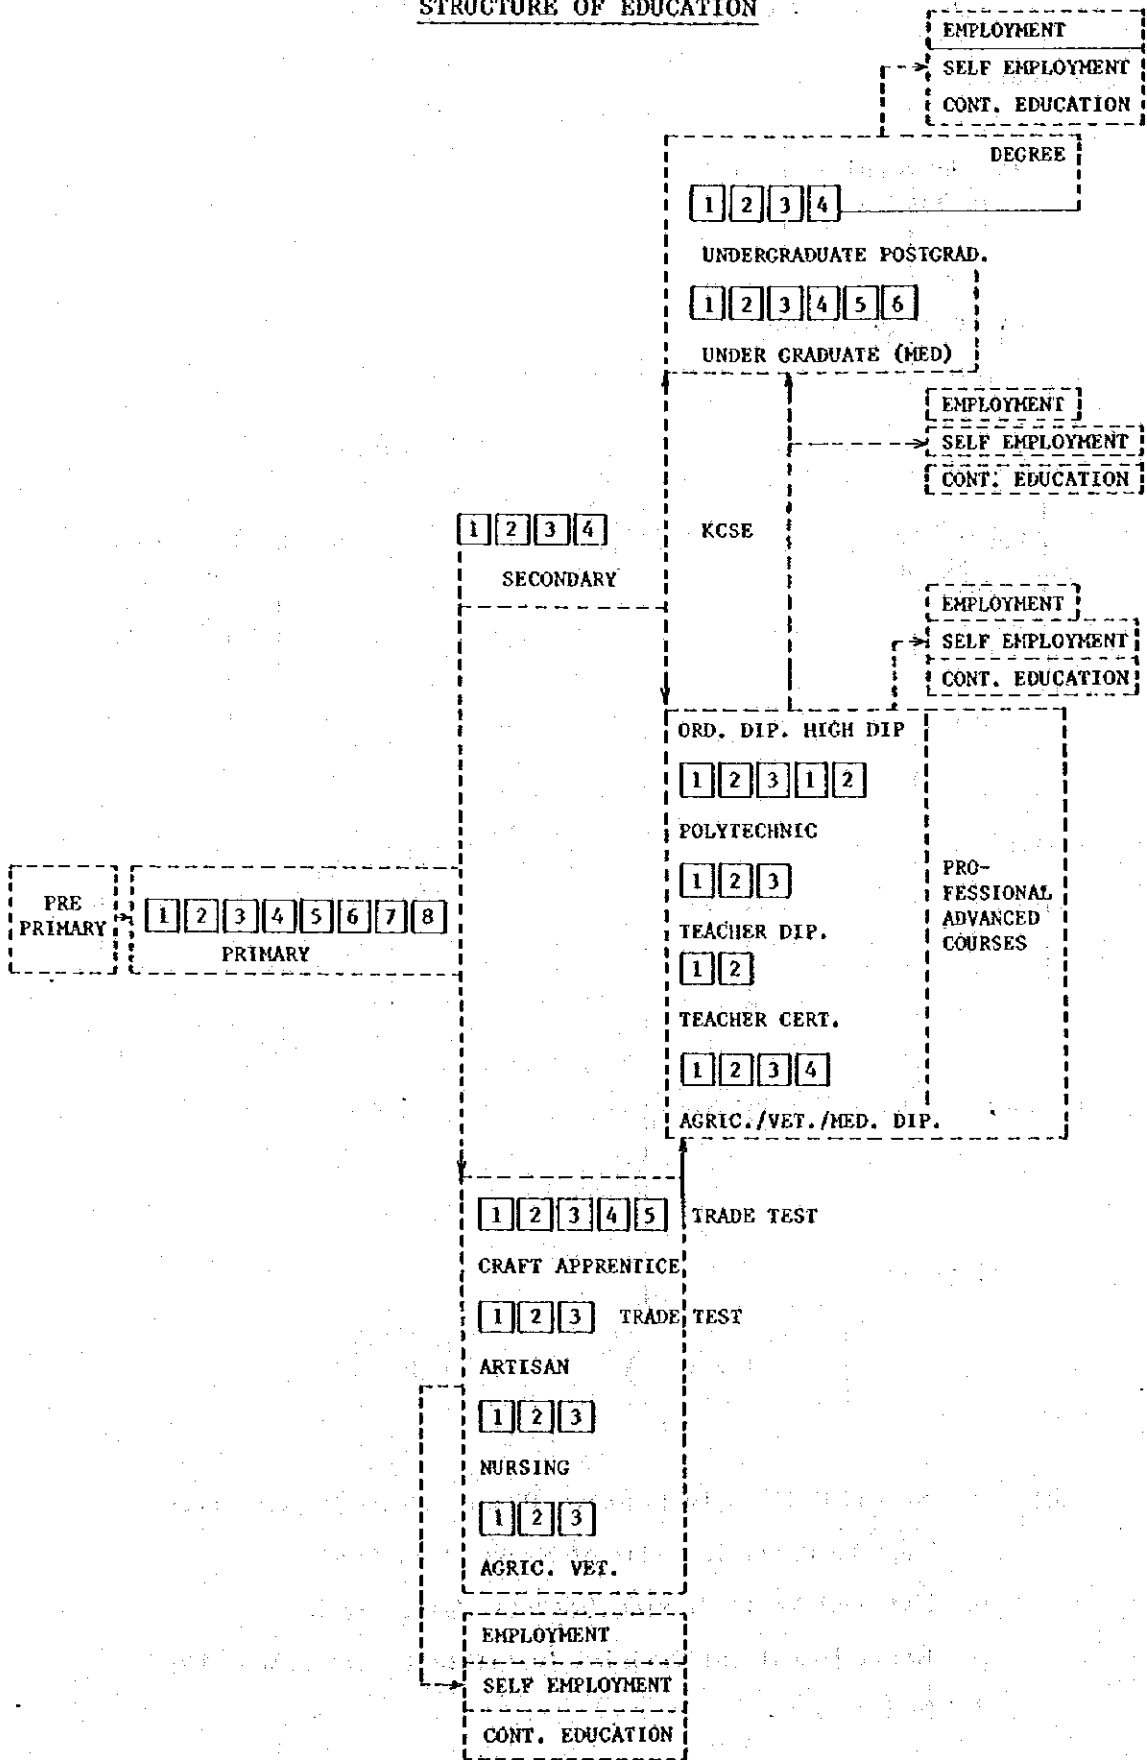 STRUCTURE OF EDUCATION
EMPLOYMENT
SELF EMPLOYMENT
CONT. EDUCATION
DEGREE
1 2 3 4
UNDERGRADUATE POSTGRAD.
1 2 3 4 5 6
UNDER GRADUATE (MED)
EMPLOYMENT
SELF EMPLOYMENT
CONT. EDUCATION
1 2 3 4
KCSE
SECONDARY
EMPLOYMENT
SELF EMPLOYMENT
CONT. EDUCATION
ORD. DIP. HIGH DIP
1 2 3 1 2
POLYTECHNIC
1 2 3
TEACHER DIP.
1 2
TEACHER CERT.
1 2 3 4
AGRIC./VET./MED. DIP.
PRO-
FESSIONAL
ADVANCED
COURSES
PRE
PRIMARY
1 2 3 4 5 6 7 8
PRIMARY
1 2 3 4 5 TRADE TEST
CRAFT APPRENTICE
1 2 3 TRADE TEST
ARTISAN
1 2 3
NURSING
1 2 3
AGRIC. VET.
EMPLOYMENT
SELF EMPLOYMENT
CONT. EDUCATION